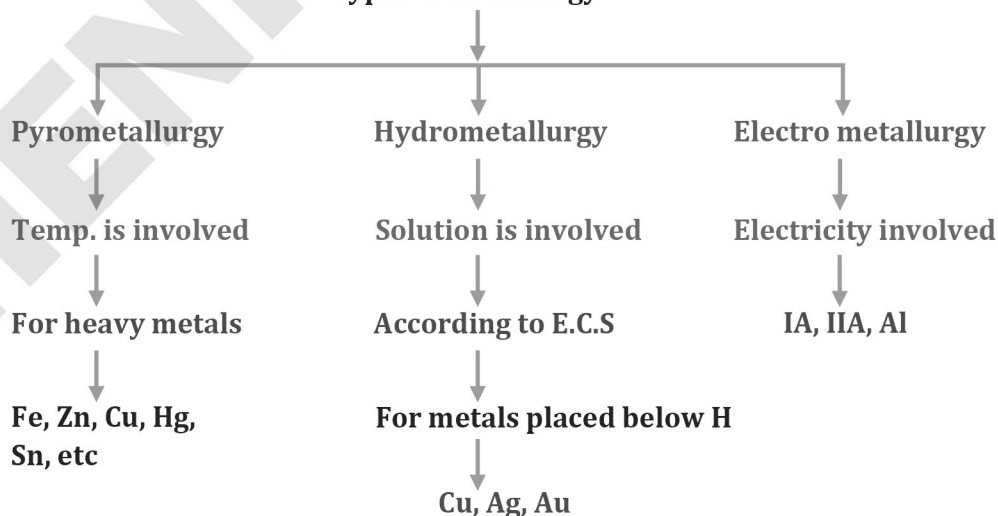 Pyrometallurgy Hydrometallurgy Electro metallurgy
Temp. is involved Solution is involved Electricity involved
For heavy metals According to E.C.S IA, IIA, Al
Fe, Zn, Cu, Hg, For metals placed below H
Sn, etc
Cu, Ag, Au